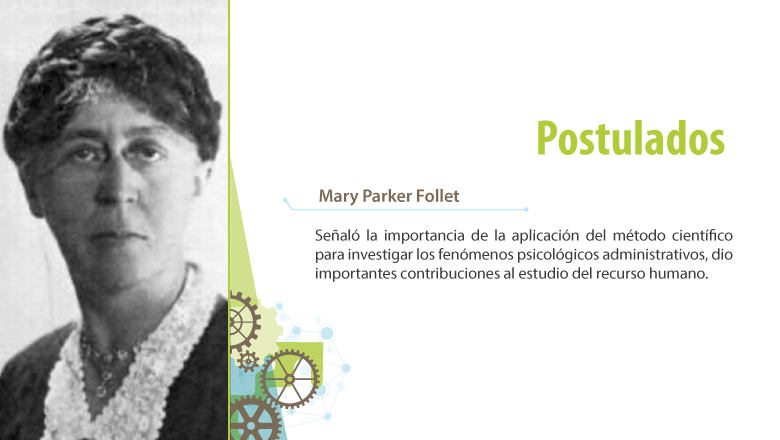 Postulados
Mary Parker Follet
Señaló la importancia de la aplicación del método científico
para investigar los fenómenos psicológicos administrativos, dio
importantes contribuciones al estudio del recurso humano.